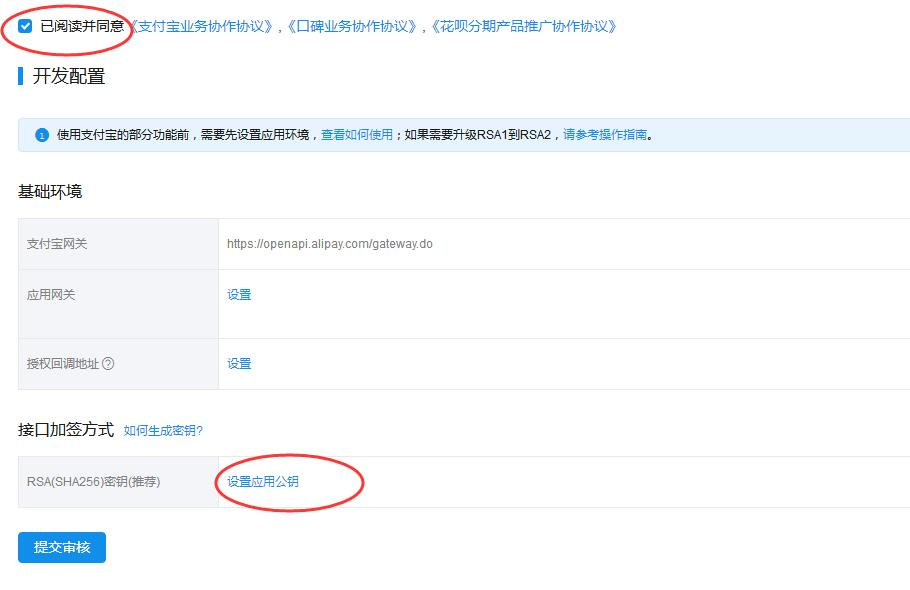 已阅读并同意《支付宝业务协作协议》,《口碑业务协作协议》,《花呗分期产品推广协作协议》
开发配置
使用支付宝的部分功能前，需要先设置应用环境，查看如何使用；如果需要升级RSA1到RSA2，请参考操作指南。
基础环境
支付宝网关 https://openapi.alipay.com/gateway.do
应用网关 设置
授权回调地址 ? 设置
接口加签方式 如何生成密钥?
RSA(SHA256)密钥(推荐) 设置应用公钥
提交审核